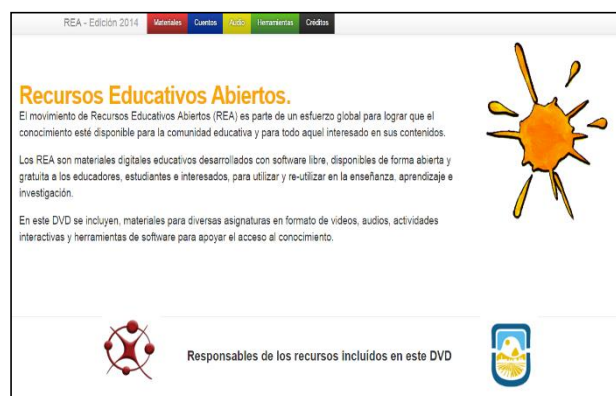 REA - Edición 2014 Materiales Cuentos Audio Herramientas Créditos
Recursos Educativos Abiertos.
El movimiento de Recursos Educativos Abiertos (REA) es parte de un esfuerzo global para lograr que el
conocimiento esté disponible para la comunidad educativa y para todo aquel interesado en sus contenidos.
Los REA son materiales digitales educativos desarrollados con software libre, disponibles de forma abierta y
gratuita a los educadores, estudiantes e interesados, para utilizar y re-utilizar en la enseñanza, aprendizaje e
investigación.
En este DVD se incluyen, materiales para diversas asignaturas en formato de videos, audios, actividades
interactivas y herramientas de software para apoyar el acceso al conocimiento.
Responsables de los recursos incluídos en este DVD